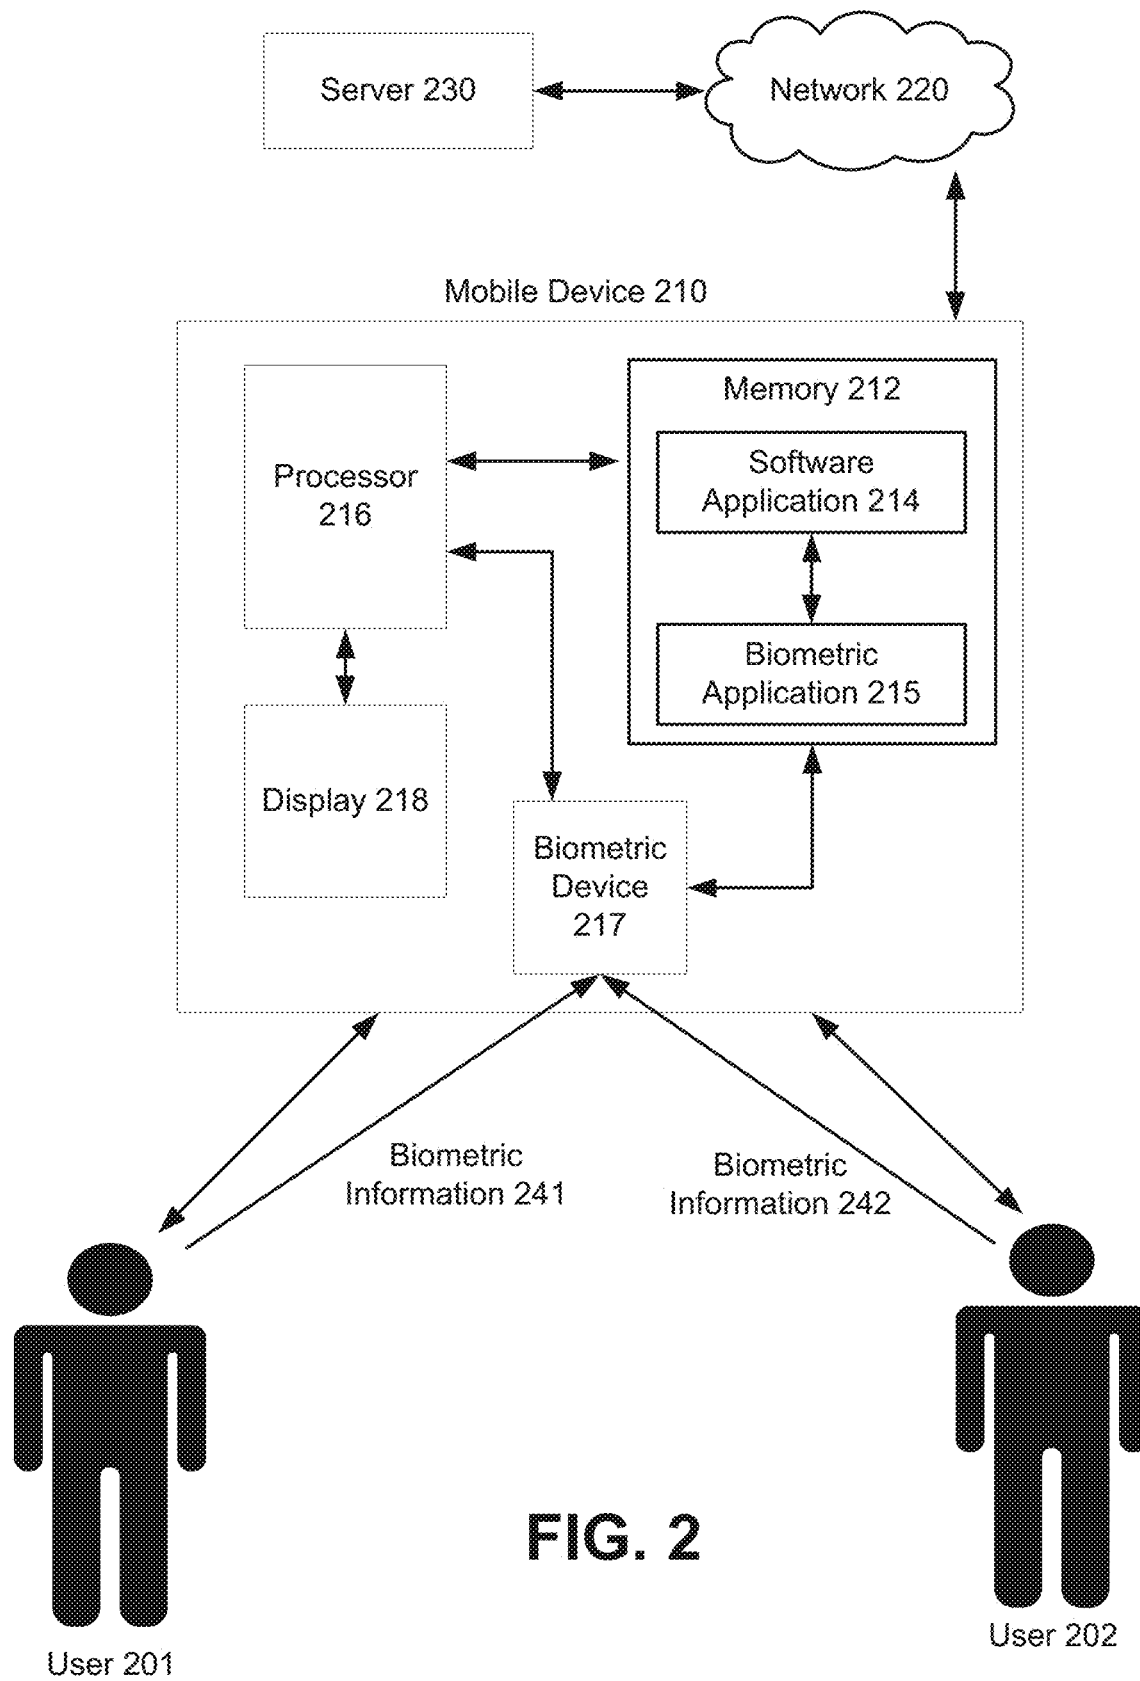 Server 230
Network 220
Mobile Device 210
Processor
216
Memory 212
Software
Application 214
Biometric
Application 215
Display 218
Biometric
Device
217
Biometric
Information 241
Biometric
Information 242
FIG. 2
User 201
User 202